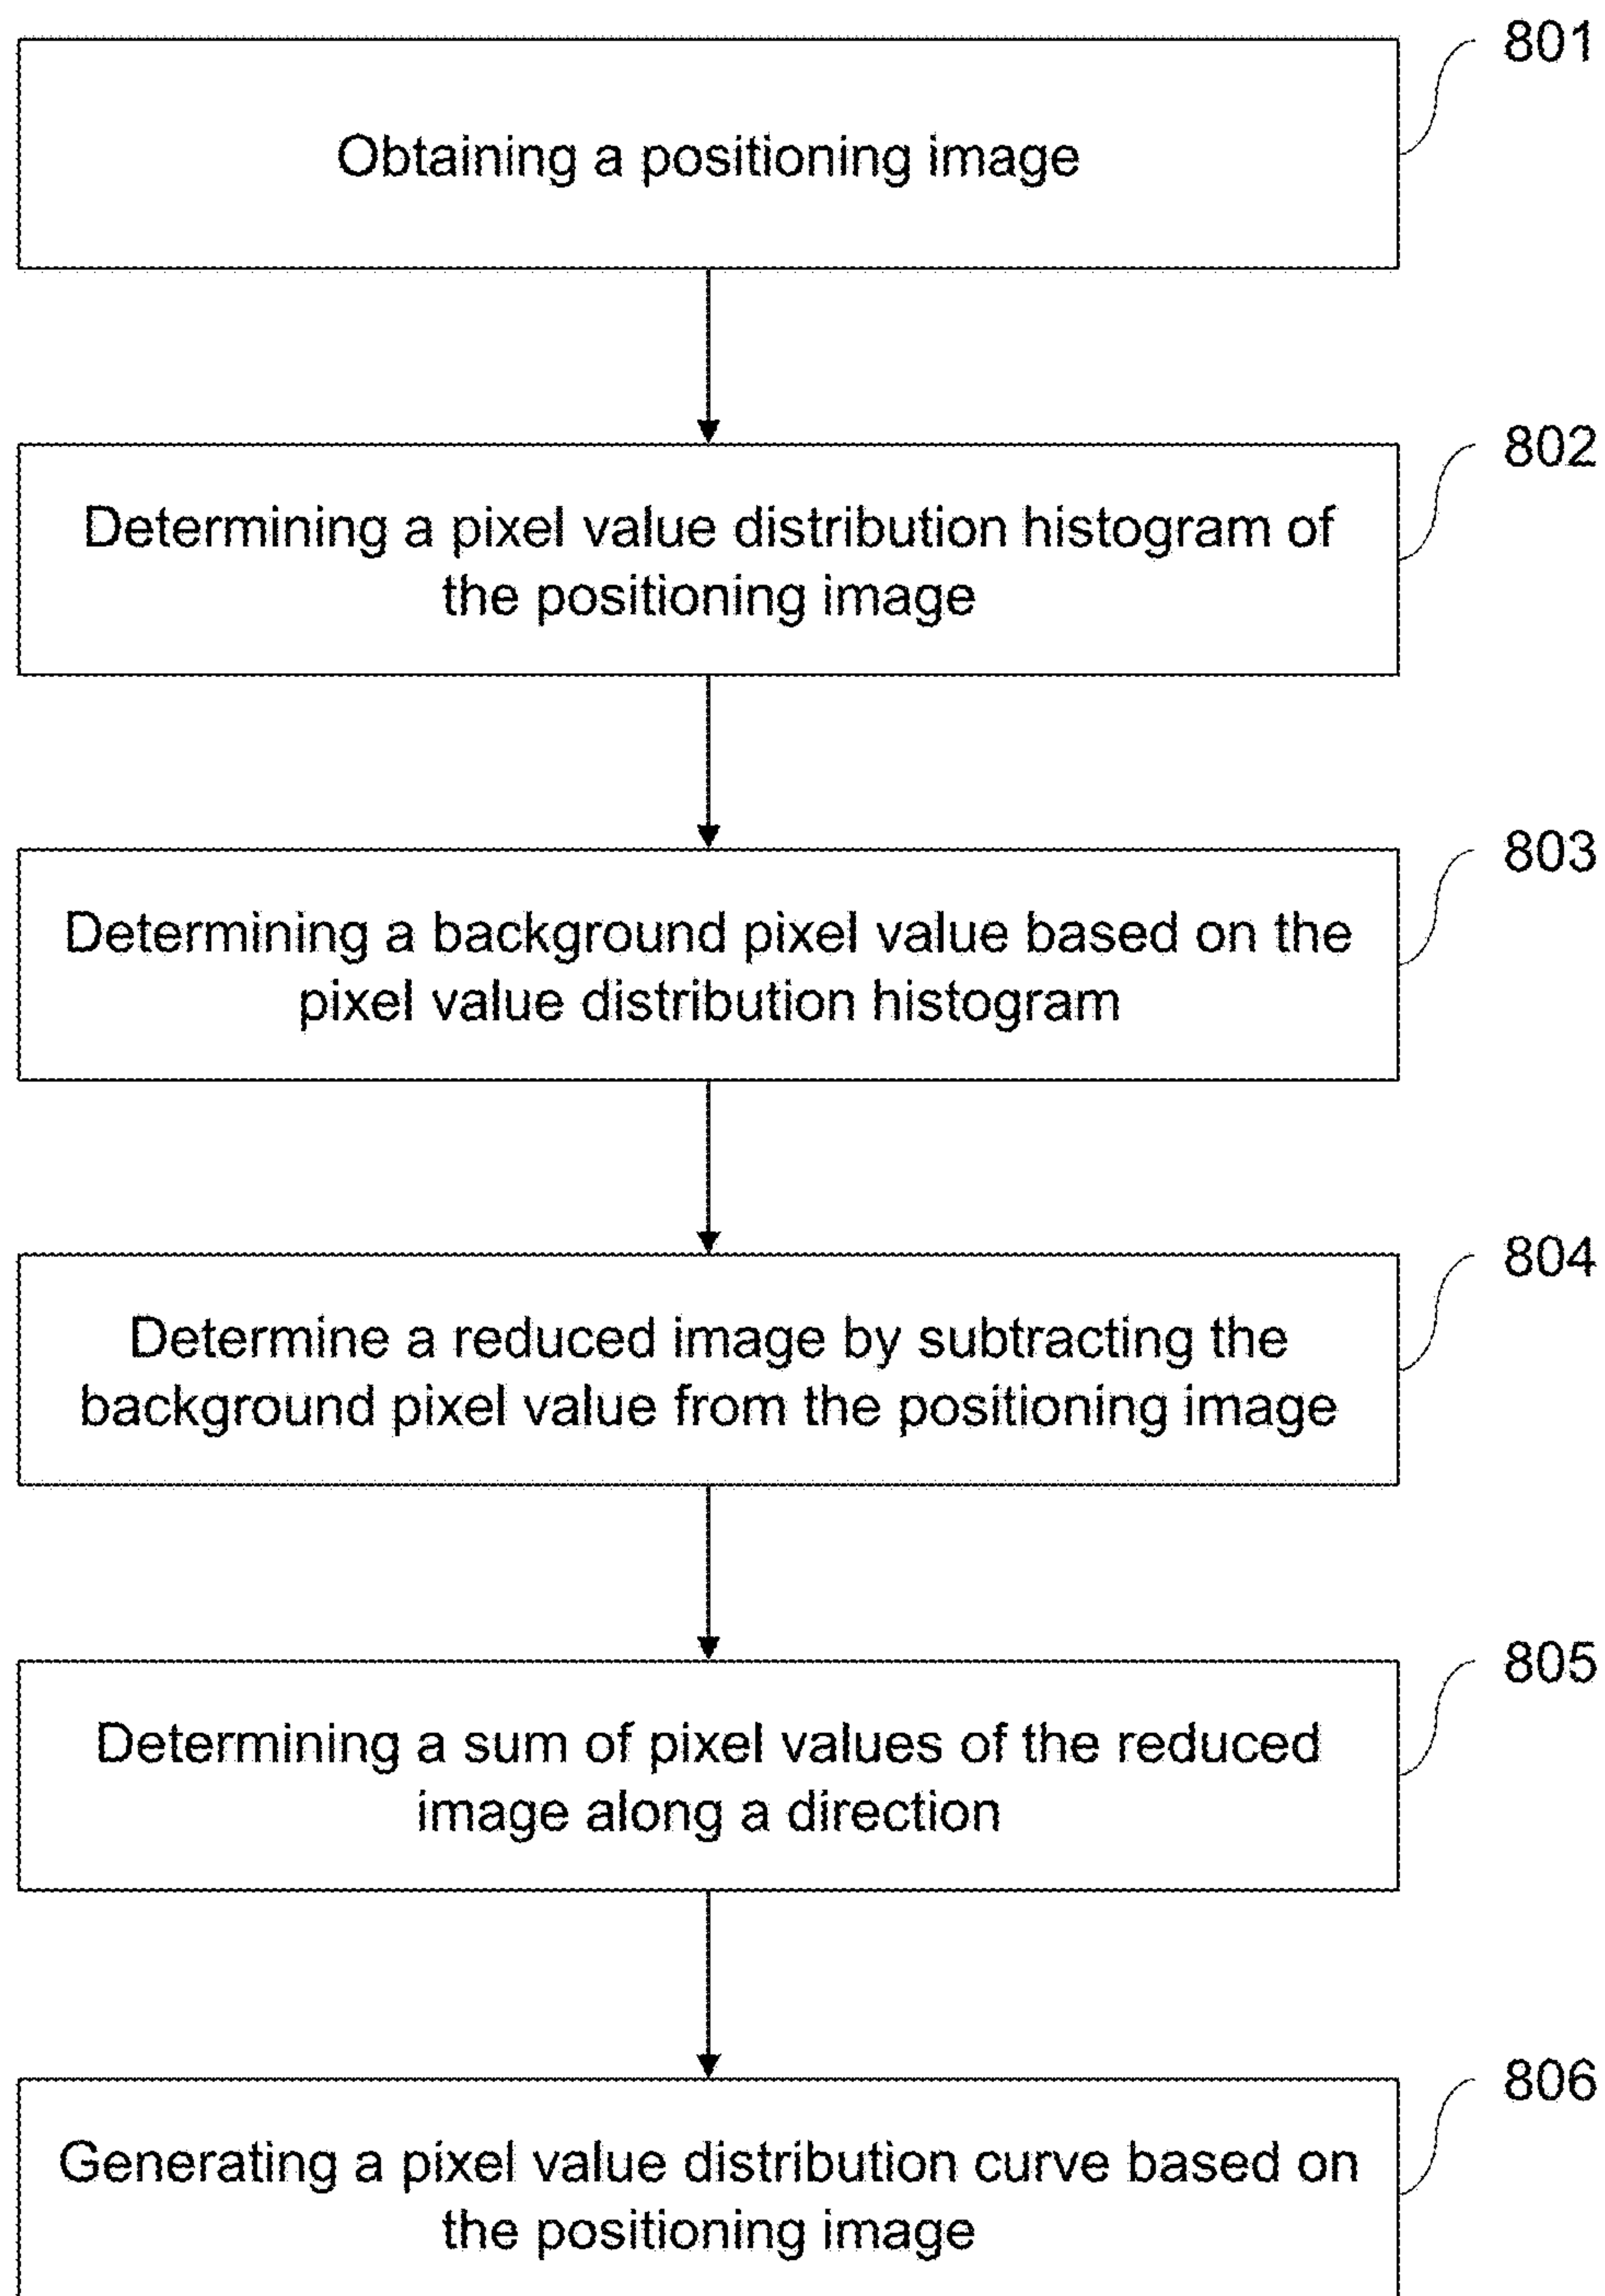 801
Obtaining a positioning image
802
Determining a pixel value distribution histogram of
the positioning image
803
Determining a background pixel value based on the
pixel value distribution histogram
804
Determine a reduced image by subtracting the
background pixel value from the positioning image
805
Determining a sum of pixel values of the reduced
image along a direction
806
Generating a pixel value distribution curve based on
the positioning image